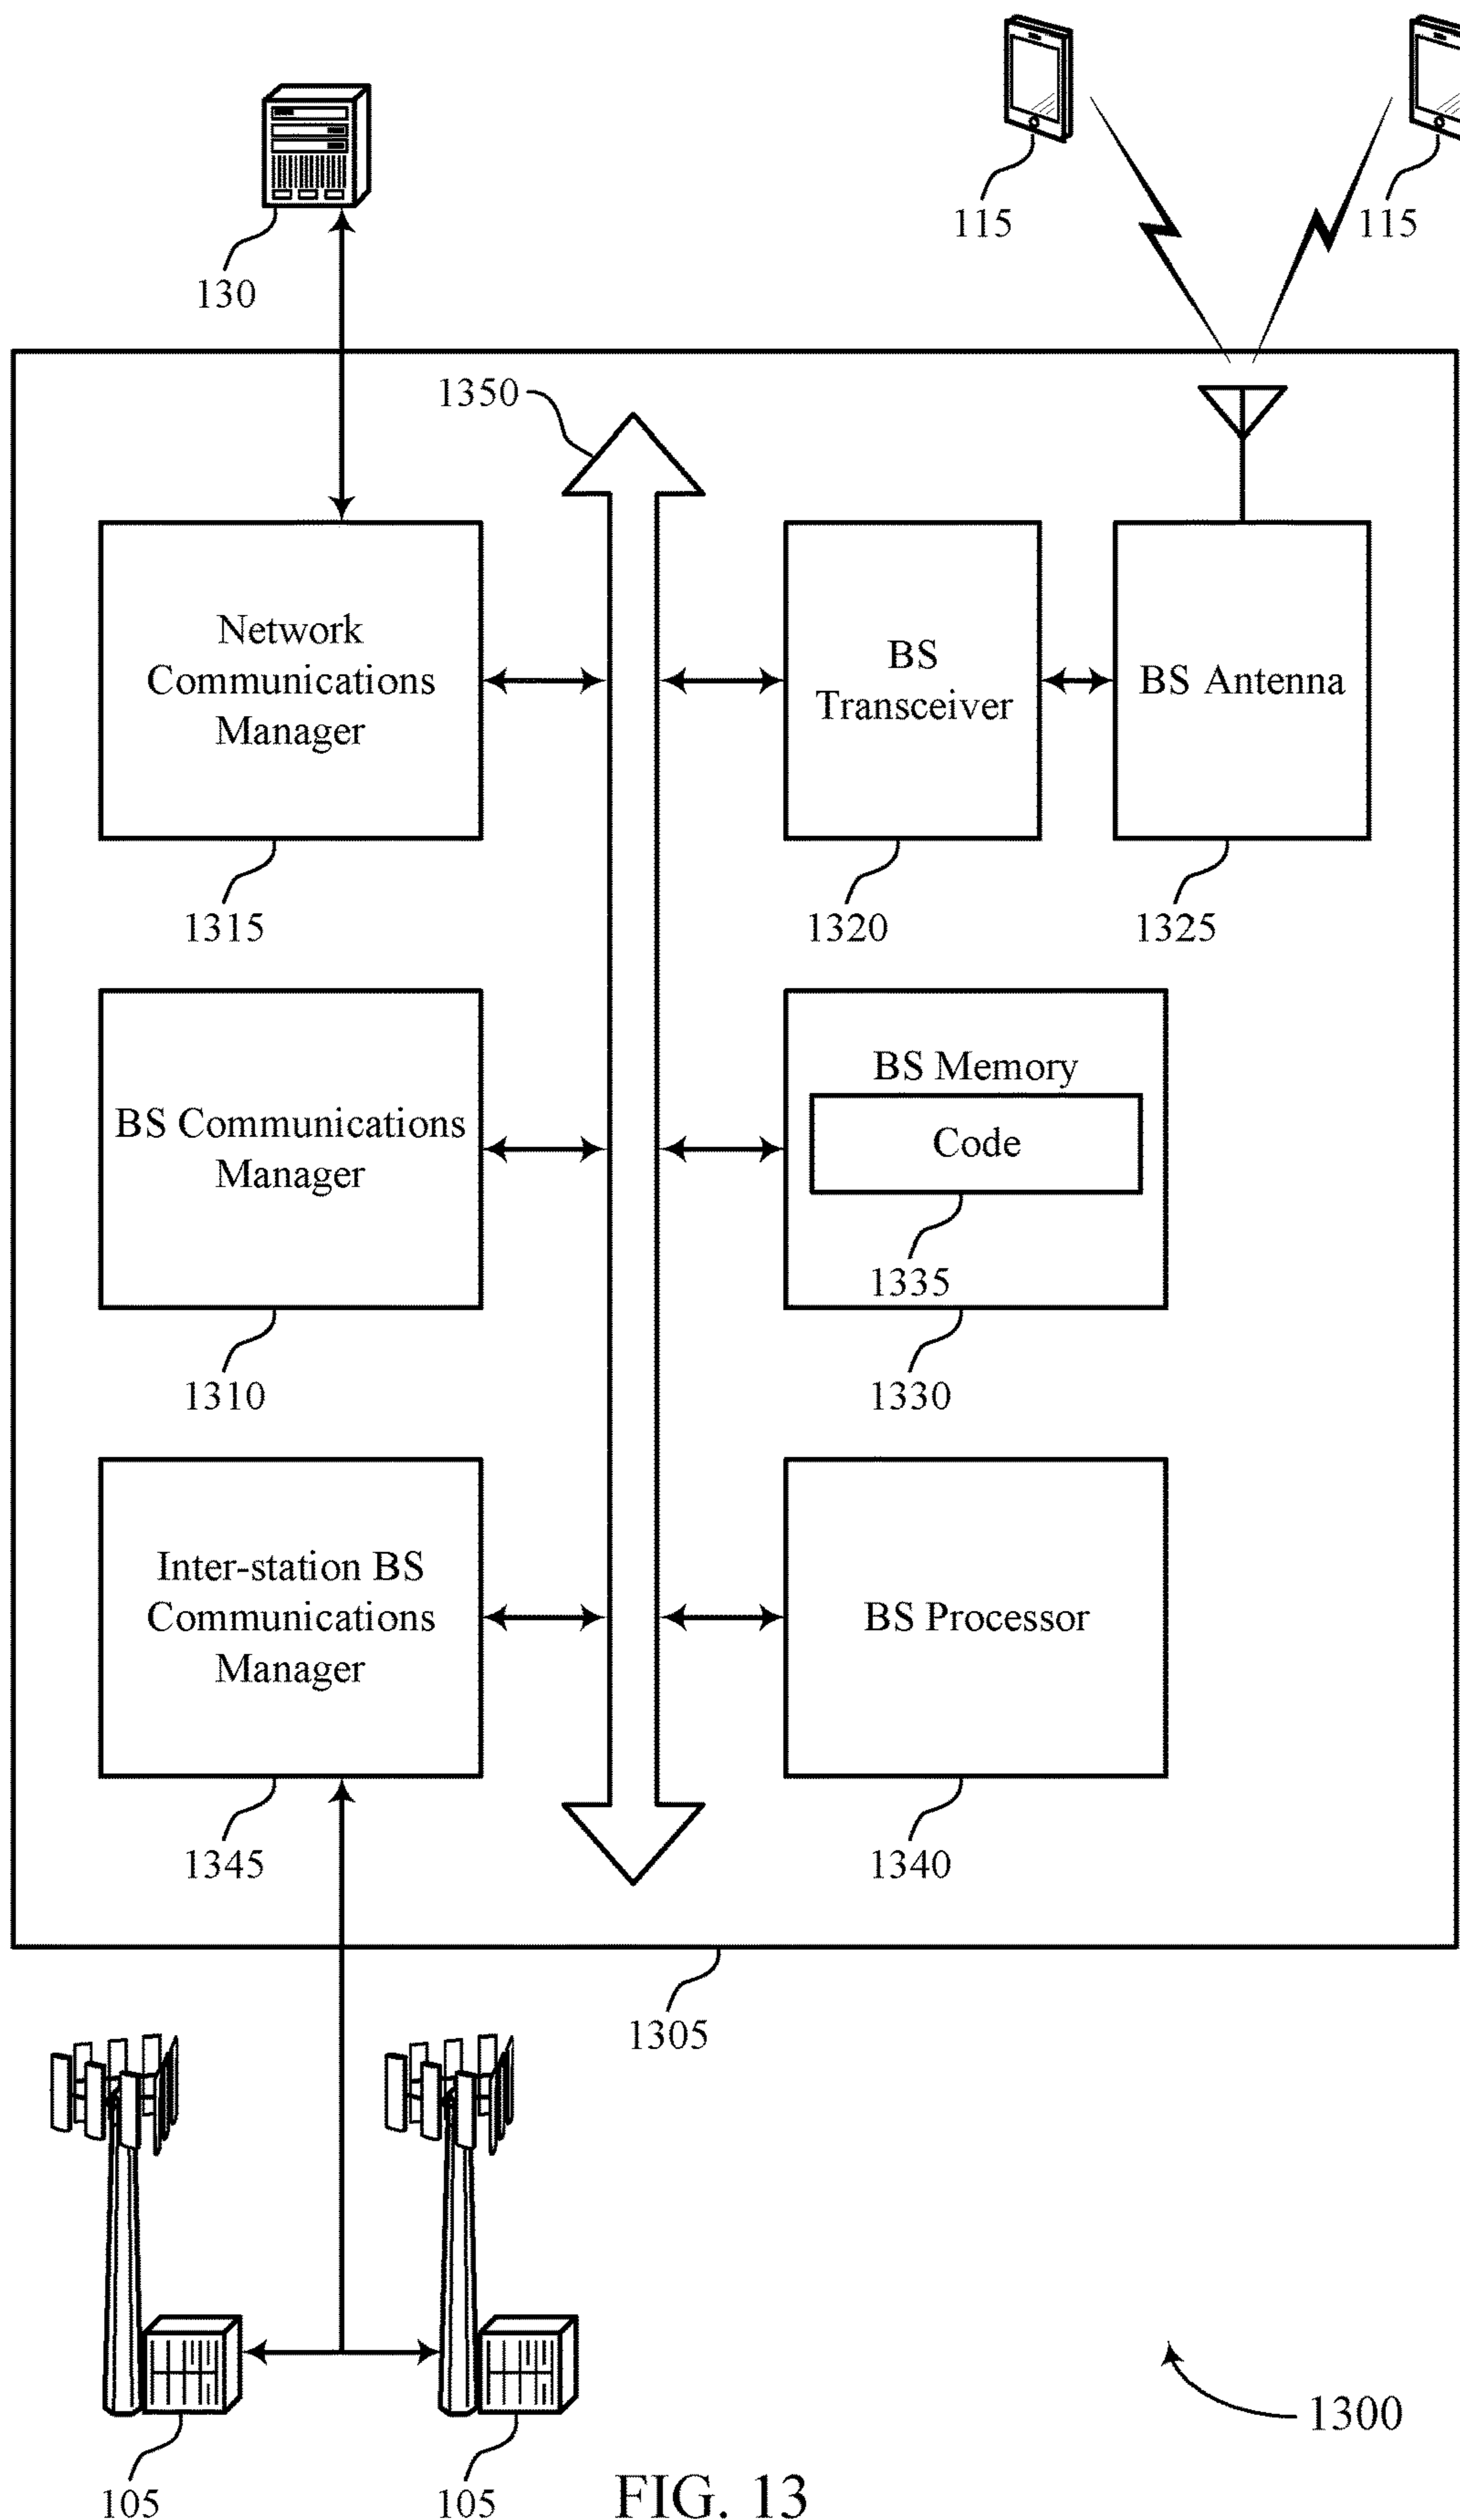 115
115
130
1350
Network
Communications
Manager
BS
Transceiver
BS Antenna
1315
1320
1325
BS Communications
Manager
BS Memory
Code
1335
1310
1330
Inter-station BS
Communications
Manager
BS Processor
1345
1340
1305
1300
105
105
FIG. 13